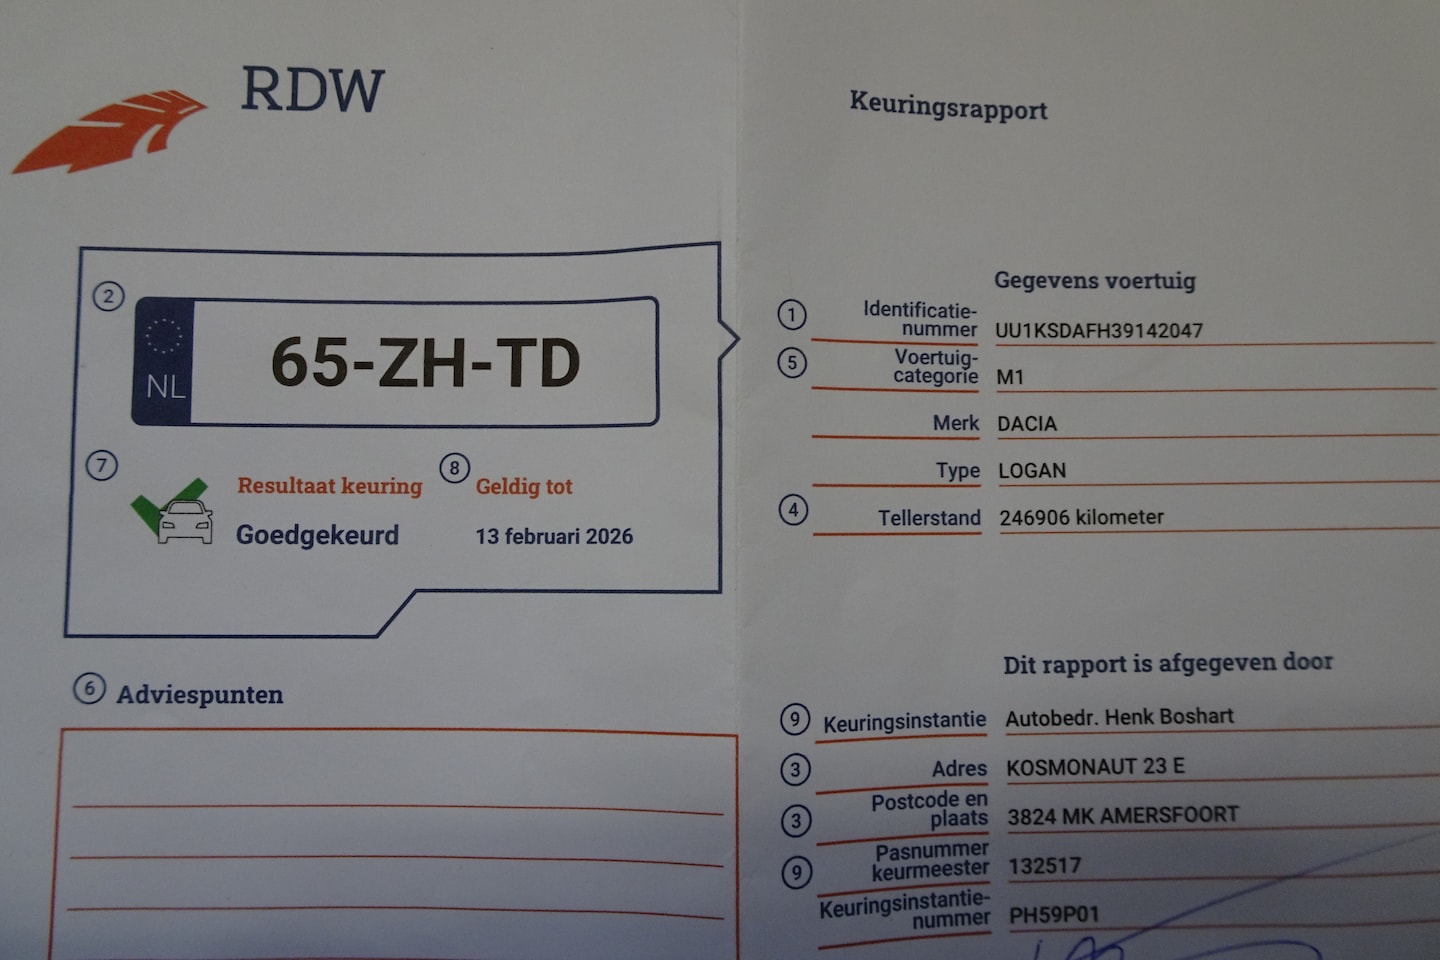 RDW
2
NL
65-ZH-TD
7
Resultaat keuring
Goedgekeurd
8
Geldig tot
13 februari 2026
6 Adviespunten
Keuringsrapport
Gegevens voertuig
1 Identificatie-
nummer UU1KSDAFH39142047
5 Voertuig-
categorie M1
Merk DACIA
Type LOGAN
4 Tellerstand 246906 kilometer
Dit rapport is afgegeven door
9 Keuringsinstantie Autobedr. Henk Boshart
3 Adres KOSMONAUT 23 E
3 Postcode en
plaats 3824 MK AMERSFOORT
9 Pasnummer
keurmeester 132517
Keuringsinstantie-
nummer PH59P01